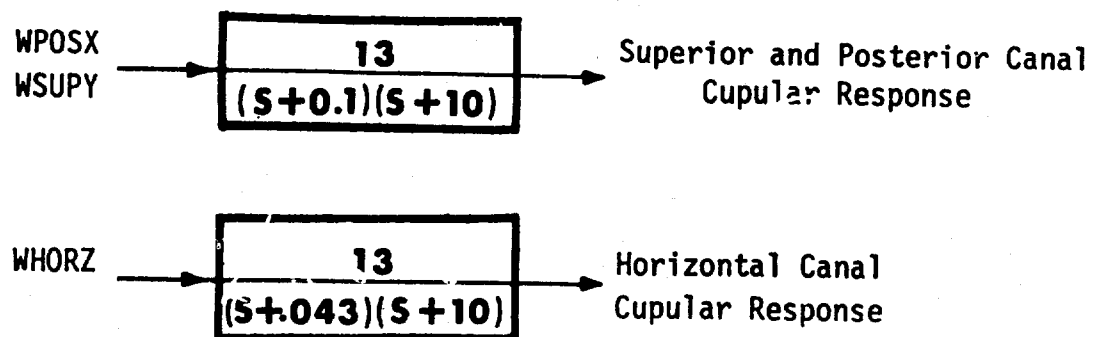 WPOSX
WSUPY
13
(S+0.1)(S+10)
Superior and Posterior Canal
Cupular Response
WHORZ
13
(S+.043)(S+10)
Horizontal Canal
Cupular Response